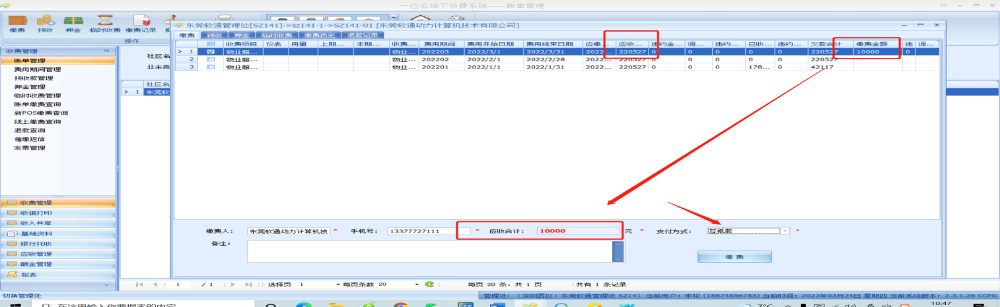 一应云线下收费系统——账单管理
缴费 预收 押金 临时收费 缴费记录
操作
东莞软通管理处[SZ141]->sz141-1->SZ141-01 [东莞软通动力计算机技术有限公司]
缴费 预收 押金 临时收费 缴费历史 退款记录
收费项目 仪表 用量 上期... 本期... 收费... 费用期间 费用开始日期 费用结束日期 应缴... 应收... 违约金... 调... 违约... 已收... 违约... 欠款合计 缴费金额 违 调...
> 1 物业服... 物业... 202203 2022/3/1 2022/3/31 2022... 220527 0 0 0 0 0 220527 10000 0
2 物业服... 物业... 202202 2022/2/1 2022/2/28 2022... 220527 0 0 0 0 0 220527
3 物业服... 物业... 202201 2022/1/1 2022/1/31 2022... 220527 0 0 0 178... 0 42117
收费管理
账单管理
费用期间管理
预收款管理
押金管理
临时收费管理
账单缴费查询
新POS缴费查询
线上缴费查询
退款查询
催缴短信
发票管理
社区名
业主类
社区名
> 1 东莞软
收费管理
收据打印
收入共享
基础资料
银行托收
应收管理
酬金管理
报表
缴费人: 东莞软通动力计算机技 * 手机号: 13377727111 * 应收合计: 10000 元 * 支付方式: 互抵款 *
备注:
缴 费
1 / 1 选择页 1 每页条数 20 每页 20 条，共 1 页 共有 1 条记录
切换管理处
管理处: (深圳西区) 东莞软通管理处 SZ141 当前用户: 李彬 (18874856783) 当前时间: 2022年03月24日 星期四 当前系统版本: 2.3.1.26 CCPG
在这里输入你要搜索的内容
7°C
10:47